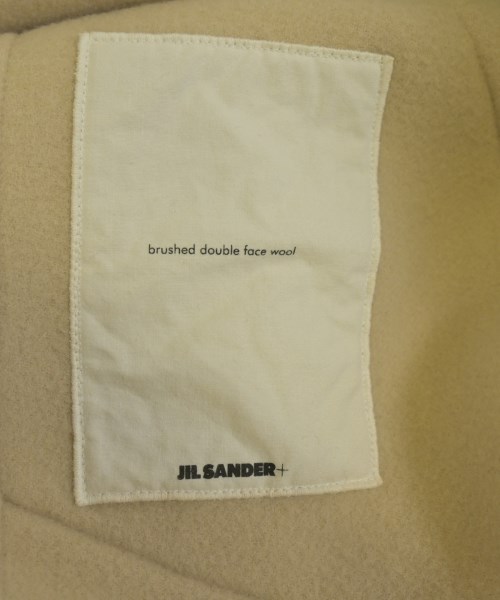 brushed double face wool
JIL SANDER+